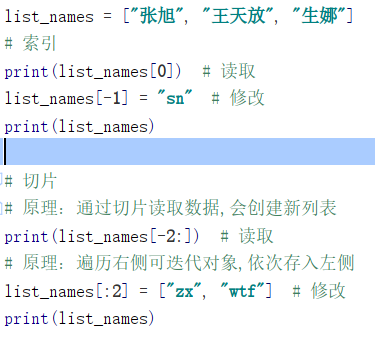 list_names = ["张旭", "王天放", "生娜"]
# 索引
print(list_names[0])  # 读取
list_names[-1] = "sn"  # 修改
print(list_names)
# 切片
# 原理：通过切片读取数据,会创建新列表
print(list_names[-2:])  # 读取
# 原理：遍历右侧可迭代对象,依次存入左侧
list_names[:2] = ["zx", "wtf"]  # 修改
print(list_names)